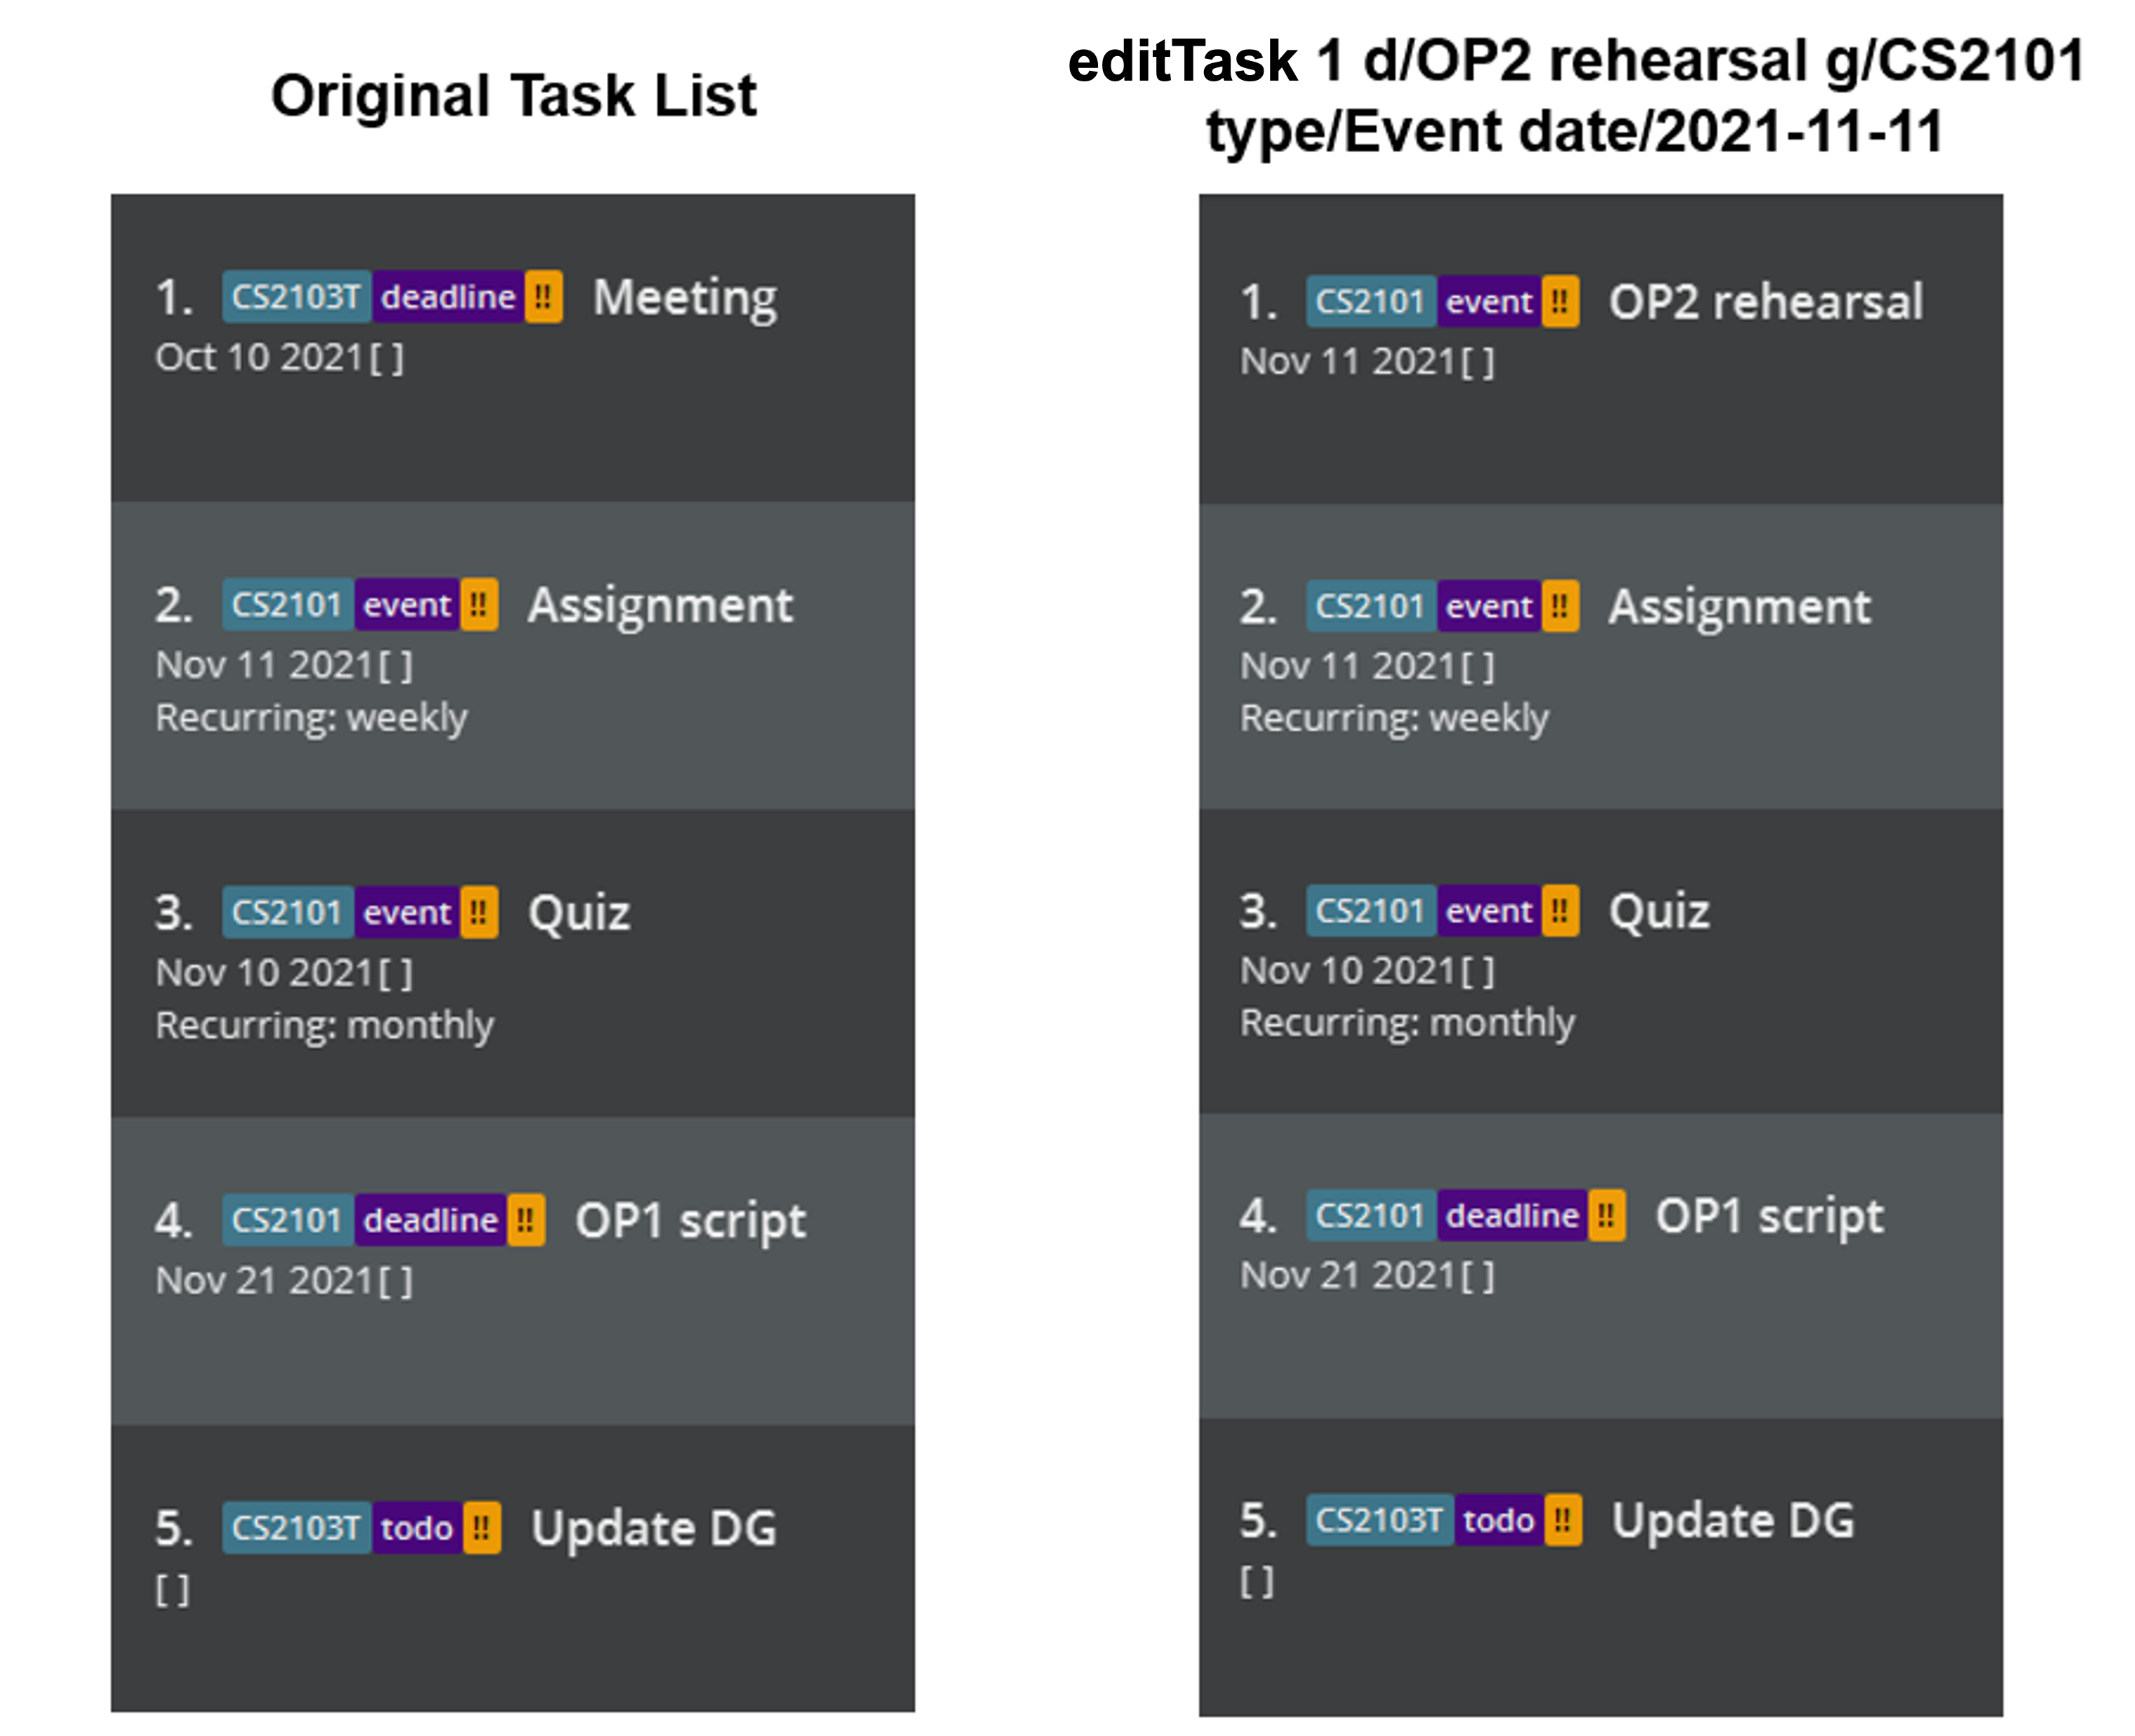 Original Task List
1. CS2103T deadline !! Meeting
Oct 10 2021[ ]
2. CS2101 event !! Assignment
Nov 11 2021[ ]
Recurring: weekly
3. CS2101 event !! Quiz
Nov 10 2021[ ]
Recurring: monthly
4. CS2101 deadline !! OP1 script
Nov 21 2021[ ]
5. CS2103T todo !! Update DG
[ ]
editTask 1 d/OP2 rehearsal g/CS2101
type/Event date/2021-11-11
1. CS2101 event !! OP2 rehearsal
Nov 11 2021[ ]
2. CS2101 event !! Assignment
Nov 11 2021[ ]
Recurring: weekly
3. CS2101 event !! Quiz
Nov 10 2021[ ]
Recurring: monthly
4. CS2101 deadline !! OP1 script
Nov 21 2021[ ]
5. CS2103T todo !! Update DG
[ ]